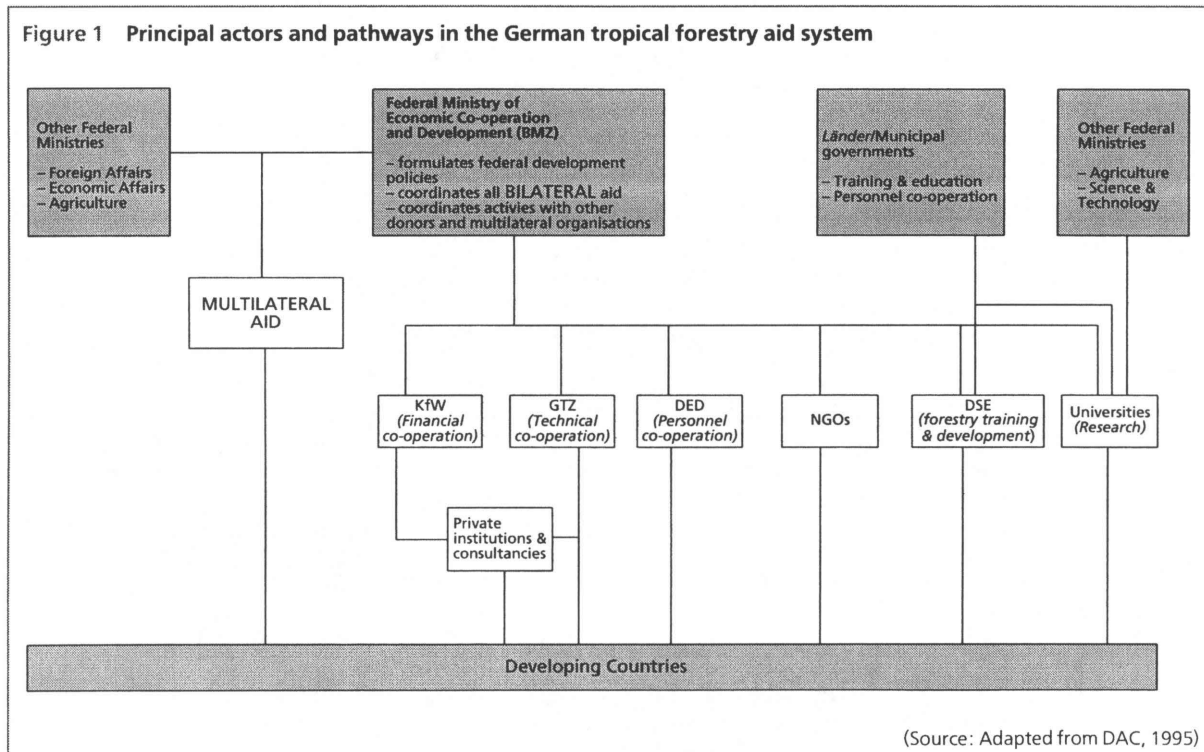 Figure 1 Principal actors and pathways in the German tropical forestry aid system
Other Federal
Ministries
– Foreign Affairs
– Economic Affairs
– Agriculture
Federal Ministry of
Economic Co-operation
and Development (BMZ)
– formulates federal development
policies
– coordinates all BILATERAL aid
– coordinates activies with other
donors and multilateral organisations
Länder/Municipal
governments
– Training & education
– Personnel co-operation
Other Federal
Ministries
– Agriculture
– Science &
Technology
MULTILATERAL
AID
KfW
(Financial
co-operation)
GTZ
(Technical
co-operation)
DED
(Personnel
co-operation)
NGOs
DSE
(forestry training
& development)
Universities
(Research)
Private
institutions &
consultancies
Developing Countries
(Source: Adapted from DAC, 1995)